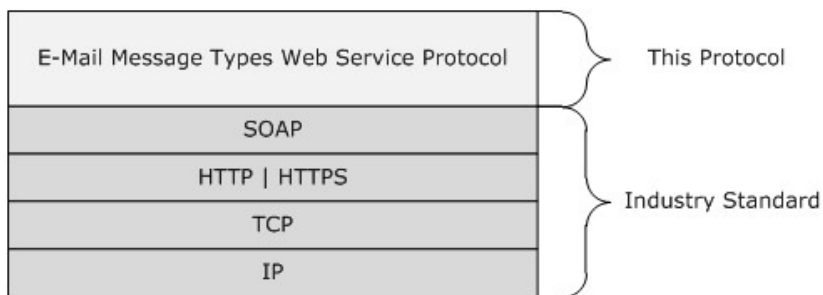 E-Mail Message Types Web Service Protocol
This Protocol
SOAP
HTTP | HTTPS
TCP
IP
Industry Standard